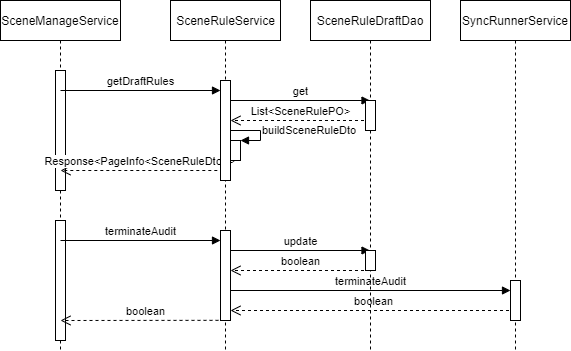 SceneManageService
SceneRuleService
SceneRuleDraftDao
SyncRunnerService
getDraftRules
get
List<SceneRulePO>
buildSceneRuleDto
Response<PageInfo<SceneRuleDto
terminateAudit
update
boolean
terminateAudit
boolean
boolean